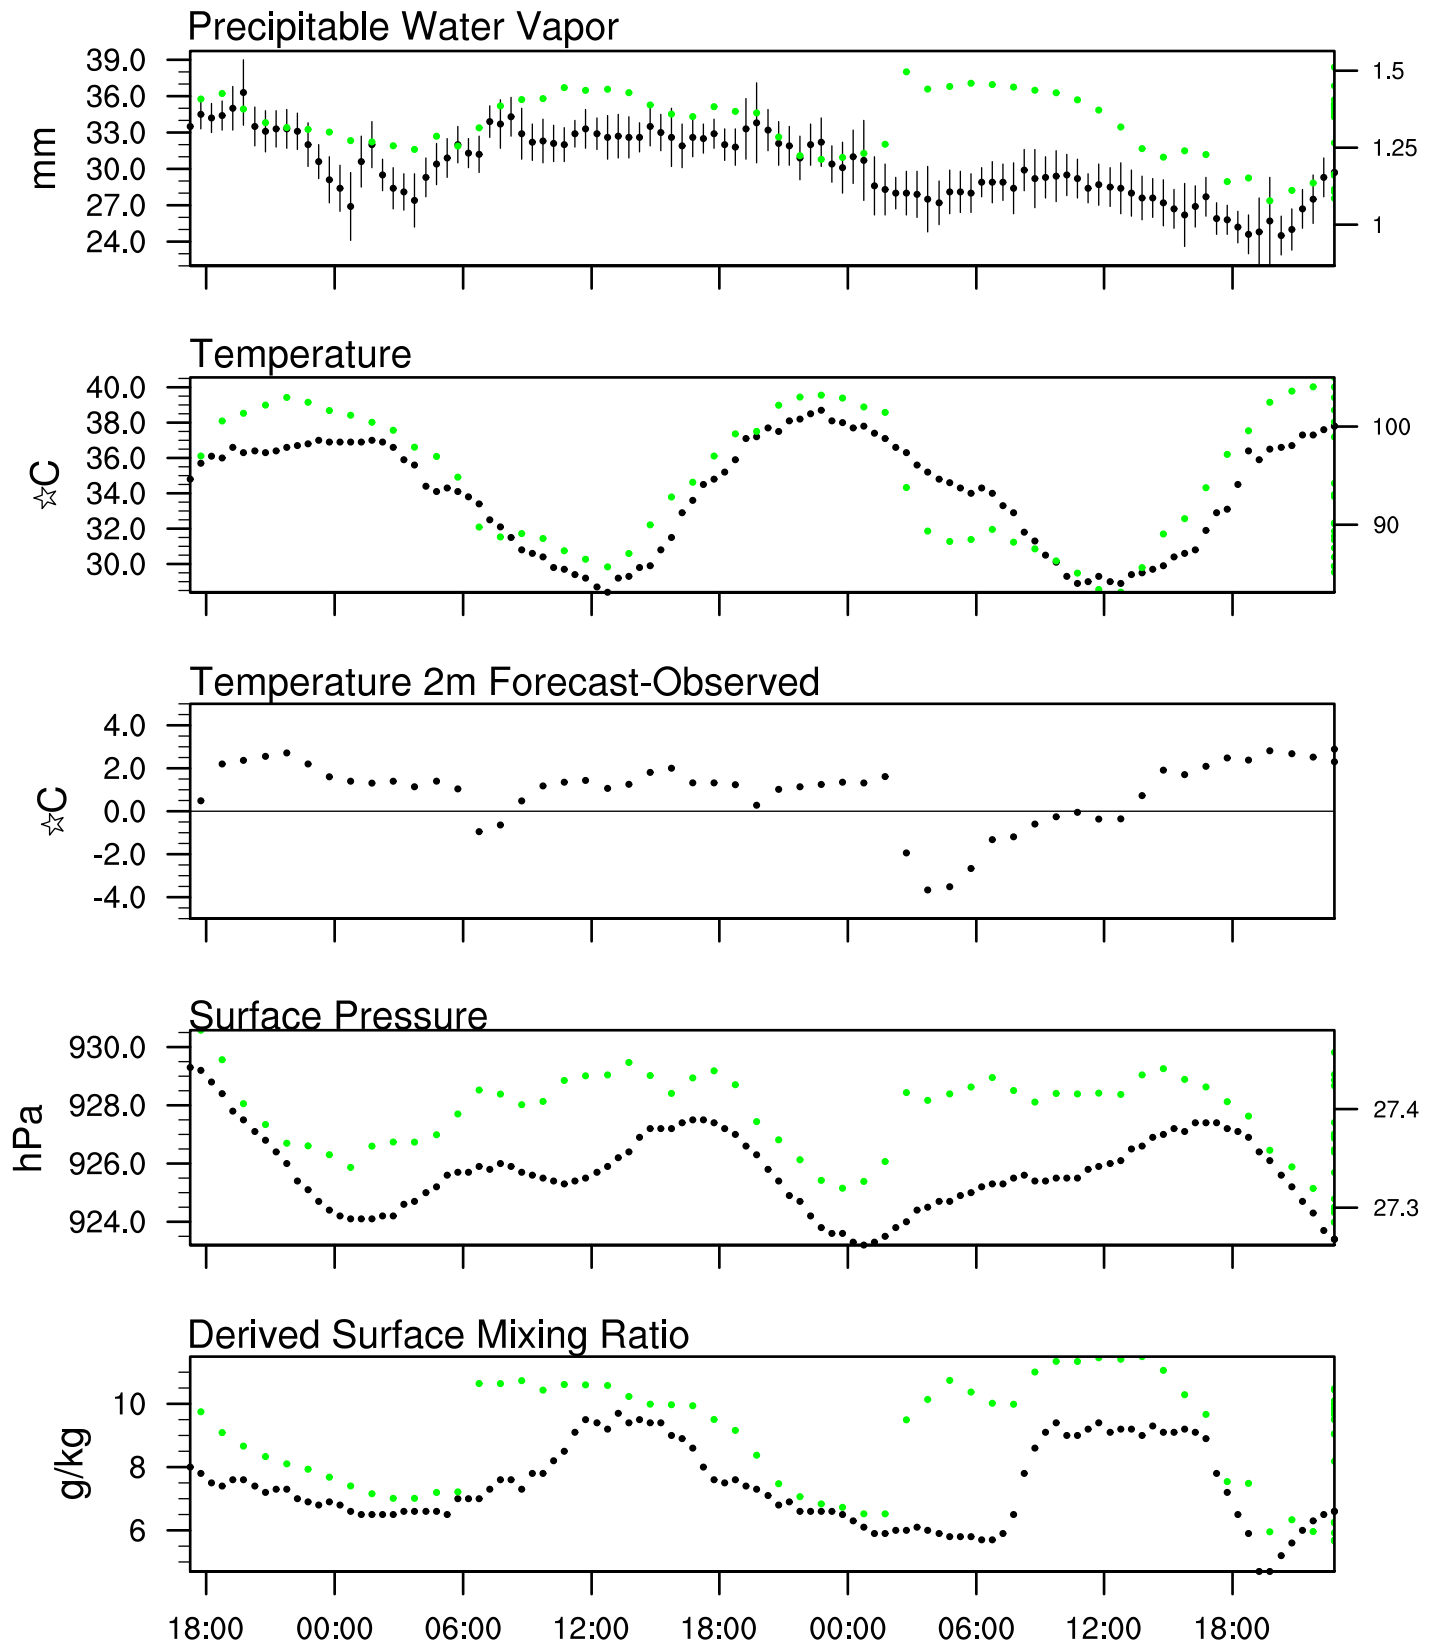 Precipitable Water Vapor
39.0
36.0
33.0
30.0
27.0
24.0
mm
1.5
1.25
1
Temperature
40.0
38.0
36.0
34.0
32.0
30.0
☆C
100
90
Temperature 2m Forecast-Observed
4.0
2.0
0.0
-2.0
-4.0
☆C
Surface Pressure
930.0
928.0
926.0
924.0
hPa
27.4
27.3
Derived Surface Mixing Ratio
10
8
6
g/kg
18:00 00:00 06:00 12:00 18:00 00:00 06:00 12:00 18:00